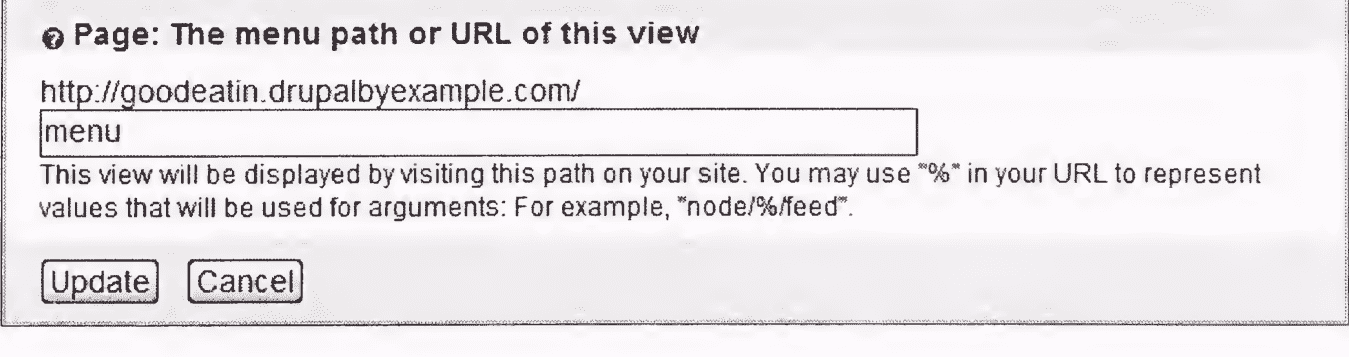 Page: The menu path or URL of this view
http://goodeatin.drupalbyexample.com/
menu
This view will be displayed by visiting this path on your site. You may use "%" in your URL to represent
values that will be used for arguments: For example, "node/%/feed".
Update Cancel